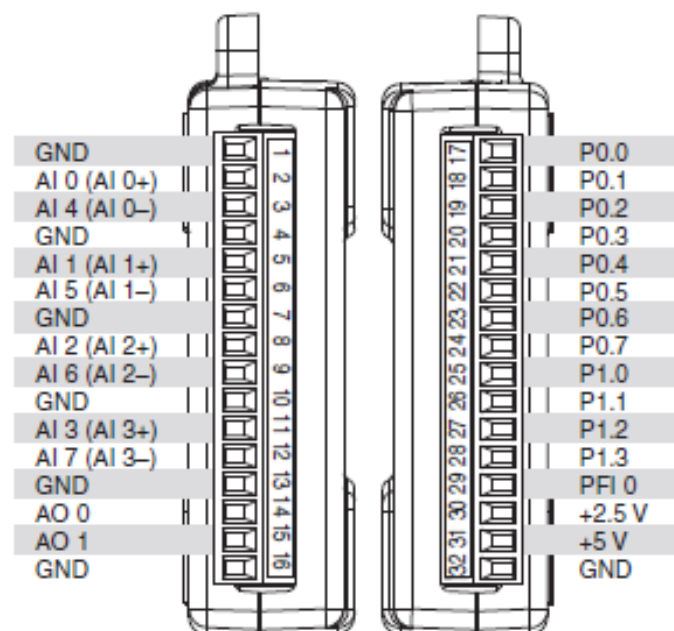 GND 1
AI 0 (AI 0+) 2
AI 4 (AI 0–) 3
GND 4
AI 1 (AI 1+) 5
AI 5 (AI 1–) 6
GND 7
AI 2 (AI 2+) 8
AI 6 (AI 2–) 9
GND 10
AI 3 (AI 3+) 11
AI 7 (AI 3–) 12
GND 13
AO 0 14
AO 1 15
GND 16
17 P0.0
18 P0.1
19 P0.2
20 P0.3
21 P0.4
22 P0.5
23 P0.6
24 P0.7
25 P1.0
26 P1.1
27 P1.2
28 P1.3
29 PFI 0
30 +2.5 V
31 +5 V
32 GND